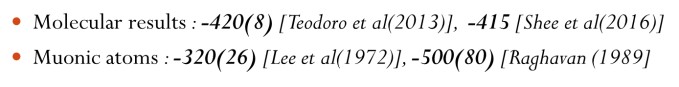 • Molecular results : -420(8) [Teodoro et al(2013)], -415 [Shee et al(2016)]
• Muonic atoms : -320(26) [Lee et al(1972)], -500(80) [Raghavan (1989]